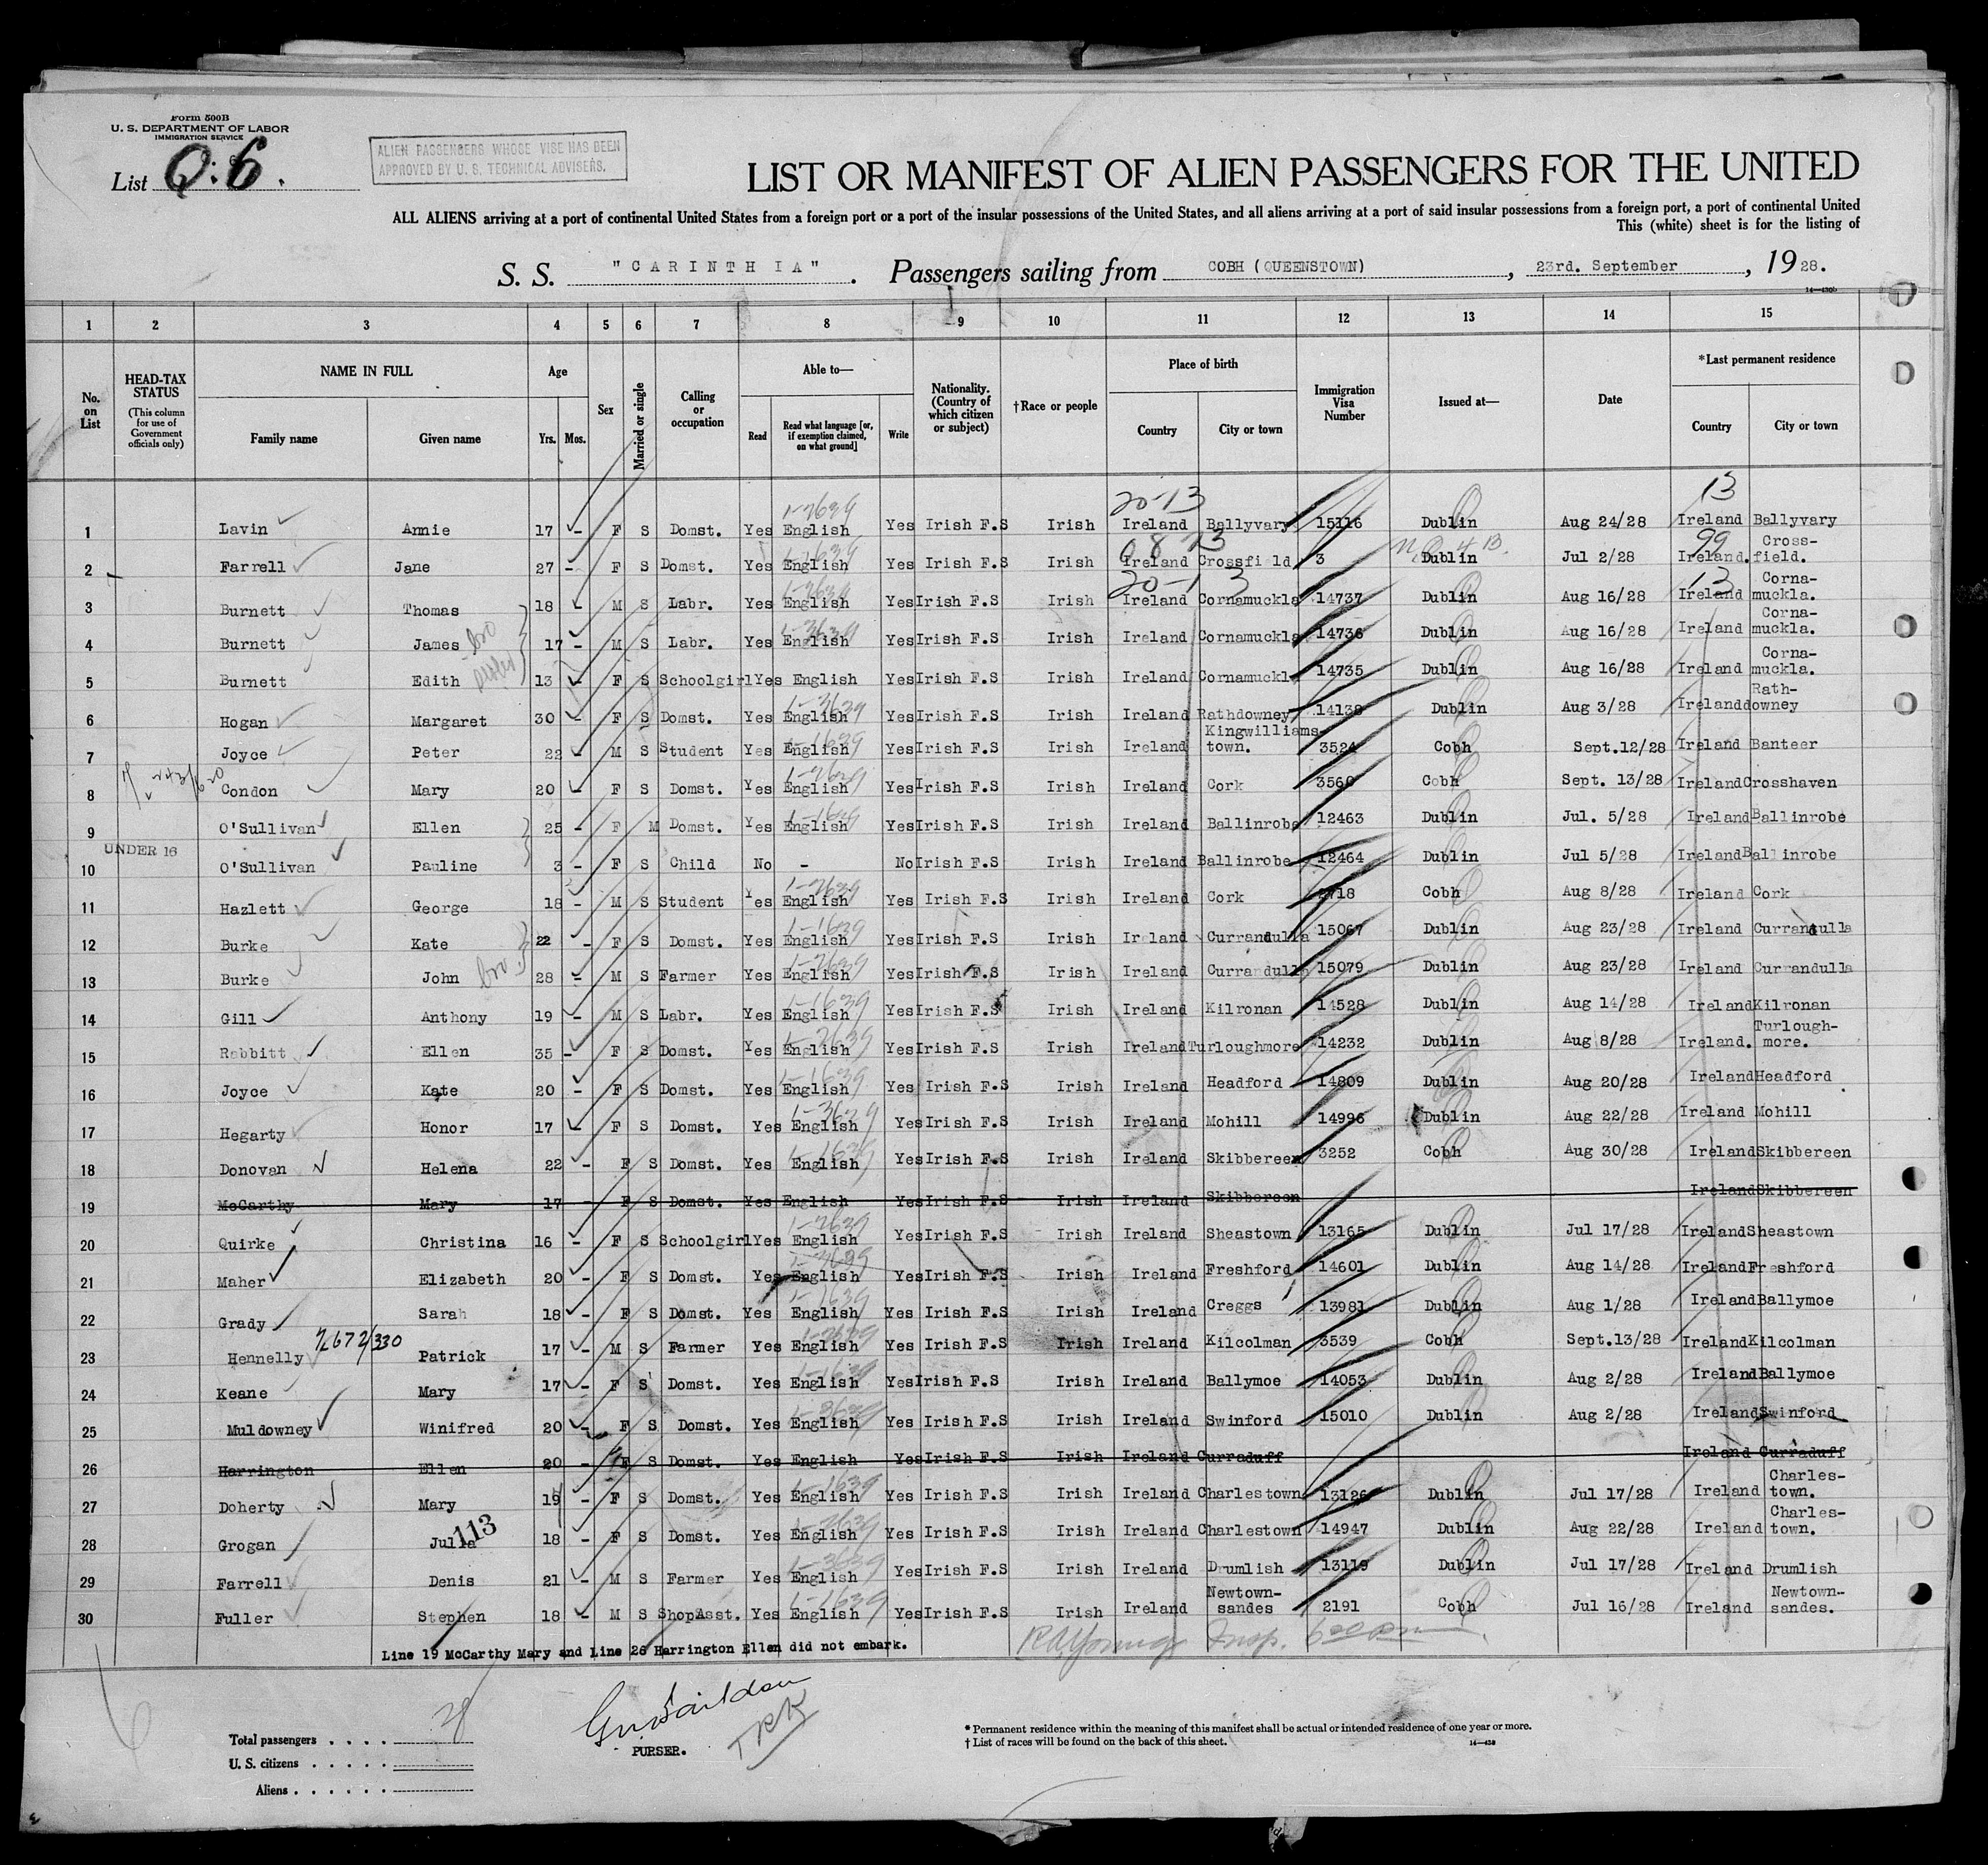 Form 500B
U. S. DEPARTMENT OF LABOR
IMMIGRATION SERVICE
List Q: 6.
ALIEN PASSENGERS WHOSE VISE HAS BEEN
APPROVED BY U. S. TECHNICAL ADVISERS.
LIST OR MANIFEST OF ALIEN PASSENGERS FOR THE UNITED
ALL ALIENS arriving at a port of continental United States from a foreign port or a port of the insular possessions of the United States, and all aliens arriving at a port of said insular possessions from a foreign port, a port of continental United
This (white) sheet is for the listing of
S. S. "CARINTHIA". Passengers sailing from COBH (QUEENSTOWN), 23rd. September, 1928.
14—430b
1 2 3 4 5 6 7 8 9 10 11 12 13 14 15
No. on List
HEAD-TAX STATUS (This column for use of Government officials only)
NAME IN FULL Family name Given name
Age Yrs. Mos.
Sex
Married or single
Calling or occupation
Able to— Read Read what language [or, if exemption claimed, on what ground] Write
Nationality. (Country of which citizen or subject)
†Race or people
Place of birth Country City or town
Immigration Visa Number
Issued at—
Date
*Last permanent residence Country City or town
20-13 13
1 Lavin Annie 17 - F S Domst. Yes English Yes Irish F.S Irish Ireland Ballyvary 15116 Dublin Aug 24/28 Ireland Ballyvary
2 Farrell Jane 27 - F S Domst. Yes English Yes Irish F.S Irish Ireland Crossfield 3 Dublin Jul 2/28 Ireland. Cross-field.
3 Burnett Thomas 18 - M S Labr. Yes English Yes Irish F.S Irish Ireland Cornamuckla 14737 Dublin Aug 16/28 Ireland Corna-muckla.
4 Burnett James bro 17 - M S Labr. Yes English Yes Irish F.S Irish Ireland Cornamuckla 14736 Dublin Aug 16/28 Ireland Corna-muckla.
5 Burnett Edith sister 13 - F S Schoolgirl Yes English Yes Irish F.S Irish Ireland Cornamuckla 14735 Dublin Aug 16/28 Ireland Corna-muckla.
6 Hogan Margaret 30 - F S Domst. Yes English Yes Irish F.S Irish Ireland Rathdowney 14138 Dublin Aug 3/28 Ireland Rath-downey
7 Joyce Peter 22 - M S Student Yes English Yes Irish F.S Irish Ireland Kingwilliams-town. 3524 Cobh Sept.12/28 Ireland Banteer
8 Condon Mary 20 - F S Domst. Yes English Yes Irish F.S Irish Ireland Cork 3560 Cobh Sept. 13/28 Ireland Crosshaven
9 O'Sullivan Ellen 25 - F M Domst. Yes English Yes Irish F.S Irish Ireland Ballinrobe 12463 Dublin Jul. 5/28 Ireland Ballinrobe
UNDER 16
10 O'Sullivan Pauline 3 - F S Child No - No Irish F.S Irish Ireland Ballinrobe 12464 Dublin Jul 5/28 Ireland Ballinrobe
11 Hazlett George 18 - M S Student Yes English Yes Irish F.S Irish Ireland Cork 2718 Cobh Aug 8/28 Ireland Cork
12 Burke Kate 22 - F S Domst. Yes English Yes Irish F.S Irish Ireland Currandulla 15067 Dublin Aug 23/28 Ireland Currandulla
13 Burke John bro 28 - M S Farmer Yes English Yes Irish F.S Irish Ireland Currandulla 15079 Dublin Aug 23/28 Ireland Currandulla
14 Gill Anthony 19 - M S Labr. Yes English Yes Irish F.S Irish Ireland Kilronan 14528 Dublin Aug 14/28 Ireland Kilronan
15 Rabbitt Ellen 35 - F S Domst. Yes English Yes Irish F.S Irish Ireland Turloughmore 14232 Dublin Aug 8/28 Ireland. Turlough-more.
16 Joyce Kate 20 - F S Domst. Yes English Yes Irish F.S Irish Ireland Headford 14809 Dublin Aug 20/28 Ireland Headford
17 Hegarty Honor 17 - F S Domst. Yes English Yes Irish F.S Irish Ireland Mohill 14996 Dublin Aug 22/28 Ireland Mohill
18 Donovan Helena 22 - F S Domst. Yes English Yes Irish F.S Irish Ireland Skibbereen 3252 Cobh Aug 30/28 Ireland Skibbereen
19 McCarthy Mary 17 - F S Domst. Yes English Yes Irish F.S Irish Ireland Skibbereen Ireland Skibbereen
20 Quirke Christina 16 - F S Schoolgirl Yes English Yes Irish F.S Irish Ireland Sheastown 13165 Dublin Jul 17/28 Ireland Sheastown
21 Maher Elizabeth 20 - F S Domst. Yes English Yes Irish F.S Irish Ireland Freshford 14601 Dublin Aug 14/28 Ireland Freshford
22 Grady Sarah 18 - F S Domst. Yes English Yes Irish F.S Irish Ireland Creggs 13981 Dublin Aug 1/28 Ireland Ballymoe
23 Hennelly Patrick 17 - M S Farmer Yes English Yes Irish F.S Irish Ireland Kilcolman 3539 Cobh Sept.13/28 Ireland Kilcolman
24 Keane Mary 17 - F S Domst. Yes English Yes Irish F.S Irish Ireland Ballymoe 14053 Dublin Aug 2/28 Ireland Ballymoe
25 Muldowney Winifred 20 - F S Domst. Yes English Yes Irish F.S Irish Ireland Swinford 15010 Dublin Aug 2/28 Ireland Swinford
26 Harrington Ellen 20 - F S Domst. Yes English Yes Irish F.S Irish Ireland Curraduff Ireland Curraduff
27 Doherty Mary 19 - F S Domst. Yes English Yes Irish F.S Irish Ireland Charlestown 13126 Dublin Jul 17/28 Ireland Charles-town.
28 Grogan Julia 113 18 - F S Domst. Yes English Yes Irish F.S Irish Ireland Charlestown 14947 Dublin Aug 22/28 Ireland Charles-town.
29 Farrell Denis 21 - M S Farmer Yes English Yes Irish F.S Irish Ireland Drumlish 13119 Dublin Jul 17/28 Ireland Drumlish
30 Fuller Stephen 18 - M S ShopAsst. Yes English Yes Irish F.S Irish Ireland Newtown-sandes 2191 Cobh Jul 16/28 Ireland Newtown-sandes.
Line 19 McCarthy Mary and Line 26 Harrington Ellen did not embark.
Total passengers . . . .
U. S. citizens . . . . .
Aliens . . . . . .
PURSER.
* Permanent residence within the meaning of this manifest shall be actual or intended residence of one year or more.
† List of races will be found on the back of this sheet.